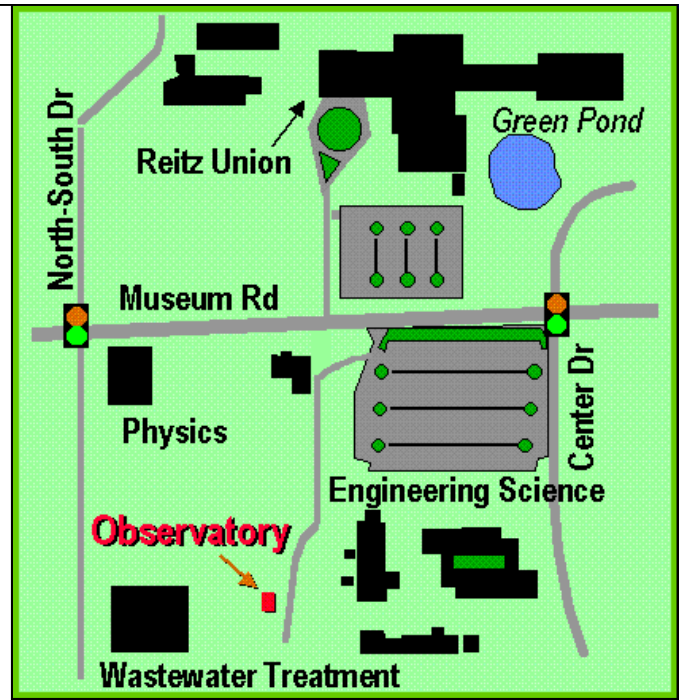 Green Pond
Reitz Union
North-South Dr
Museum Rd
Center Dr
Physics
Engineering Science
Observatory
Wastewater Treatment